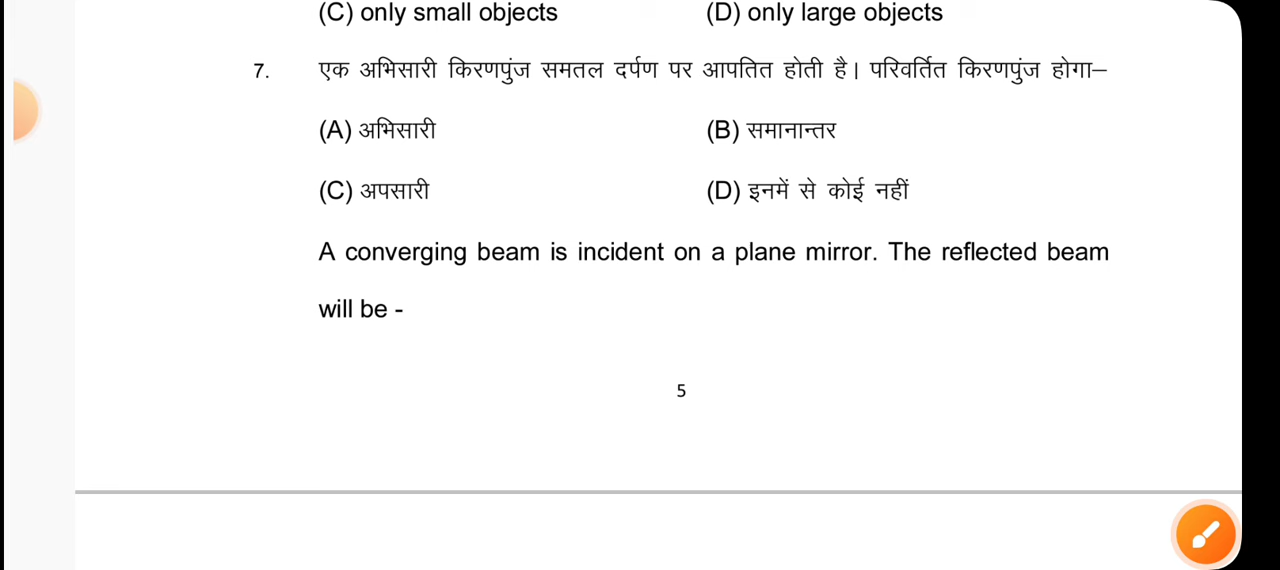 (C) only small objects (D) only large objects
7. एक अभिसारी किरणपुंज समतल दर्पण पर आपतित होती है। परिवर्तित किरणपुंज होगा–
(A) अभिसारी (B) समानान्तर
(C) अपसारी (D) इनमें से कोई नहीं
A converging beam is incident on a plane mirror. The reflected beam
will be -
5